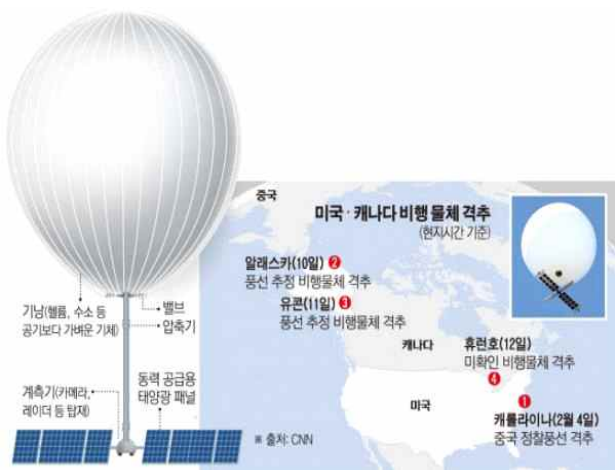 중국
미국·캐나다 비행 물체 격추
(현지시간 기준)
알래스카(10일) ❷
풍선 추정 비행물체 격추
유콘(11일) ❸
풍선 추정 비행물체 격추
캐나다
휴런호(12일)
미확인 비행물체 격추
❹
미국
❶
캐롤라이나(2월 4일)
중국 정찰풍선 격추
기낭(헬륨, 수소 등
공기보다 가벼운 기체)
밸브
압축기
계측기(카메라,
레이더 등 탑재)
동력 공급용
태양광 패널
※ 출처: CNN